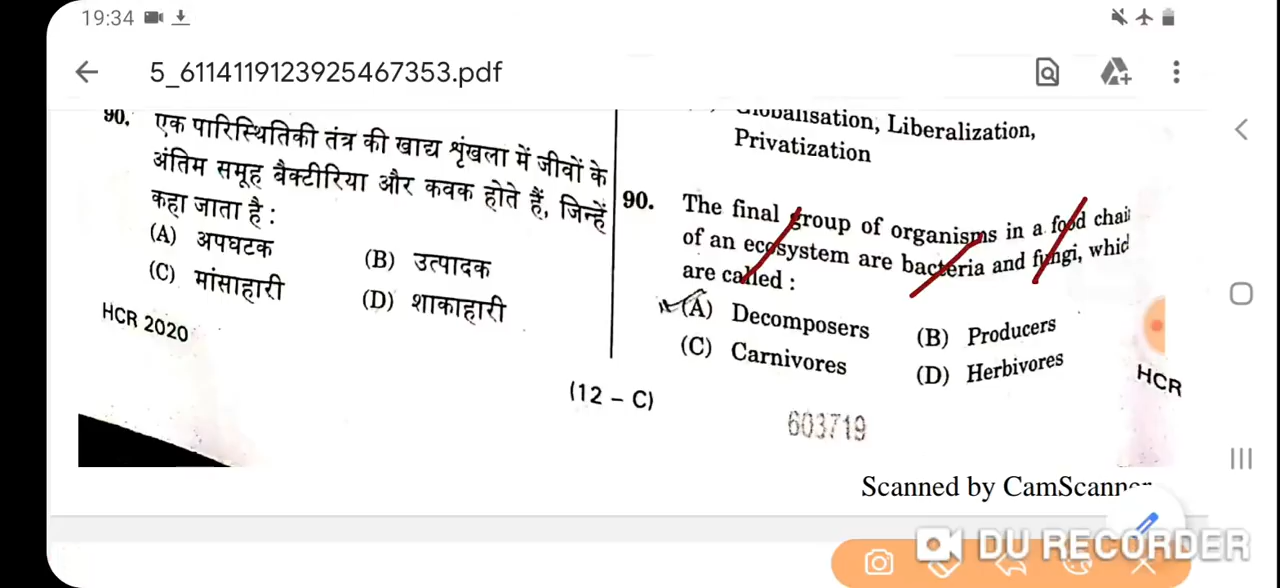 19:34
5_6114119123925467353.pdf
90. एक पारिस्थितिकी तंत्र की खाद्य श्रृंखला में जीवों के
अंतिम समूह बैक्टीरिया और कवक होते हैं, जिन्हें
कहा जाता है :
(A) अपघटक (B) उत्पादक
(C) मांसाहारी (D) शाकाहारी
HCR 2020
Globalisation, Liberalization,
Privatization
90. The final group of organisms in a food chai
of an ecosystem are bacteria and fungi, whic
are called :
(A) Decomposers (B) Producers
(C) Carnivores (D) Herbivores
HCR
(12 – C)
603719
Scanned by CamScanner
DU RECORDER